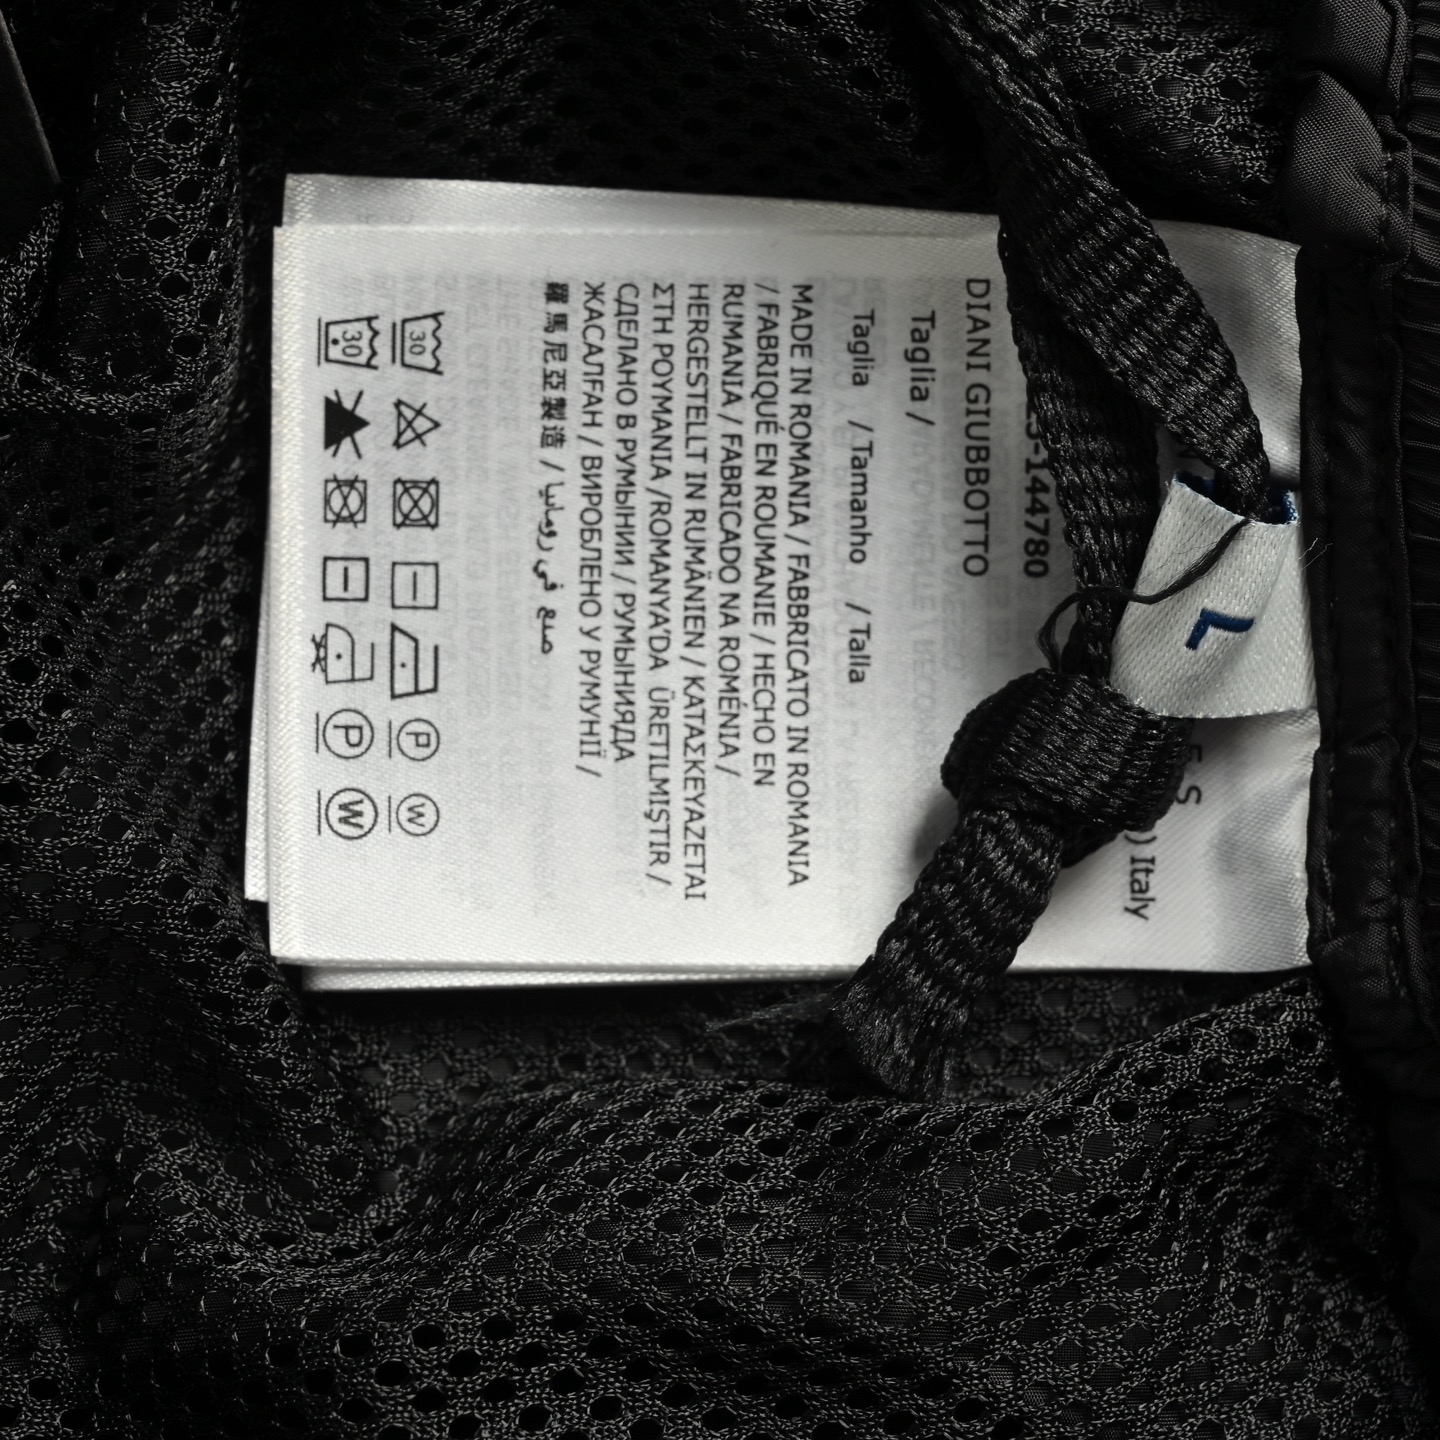 L
E S
) Italy
5-144780
DIANI GIUBBOTTO
Taglia /
Taglia / Tamanho / Talla
MADE IN ROMANIA / FABBRICATO IN ROMANIA
/ FABRIQUÉ EN ROUMANIE / HECHO EN
RUMANIA / FABRICADO NA ROMÉNIA /
HERGESTELLT IN RUMÄNIEN / ΚΑΤΑΣΚΕΥΑΖΕΤΑΙ
ΣΤΗ ΡΟΥΜΑΝΙΑ /ROMANYA'DA ÜRETILMIŞTIR /
СДЕЛАНО В РУМЫНИИ / РУМЫНИЯДА
ЖАСАЛҒАН / ВИРОБЛЕНО У РУМУНІЇ /
羅馬尼亞製造 / صنع في رومانيا
30 P W
30 P W